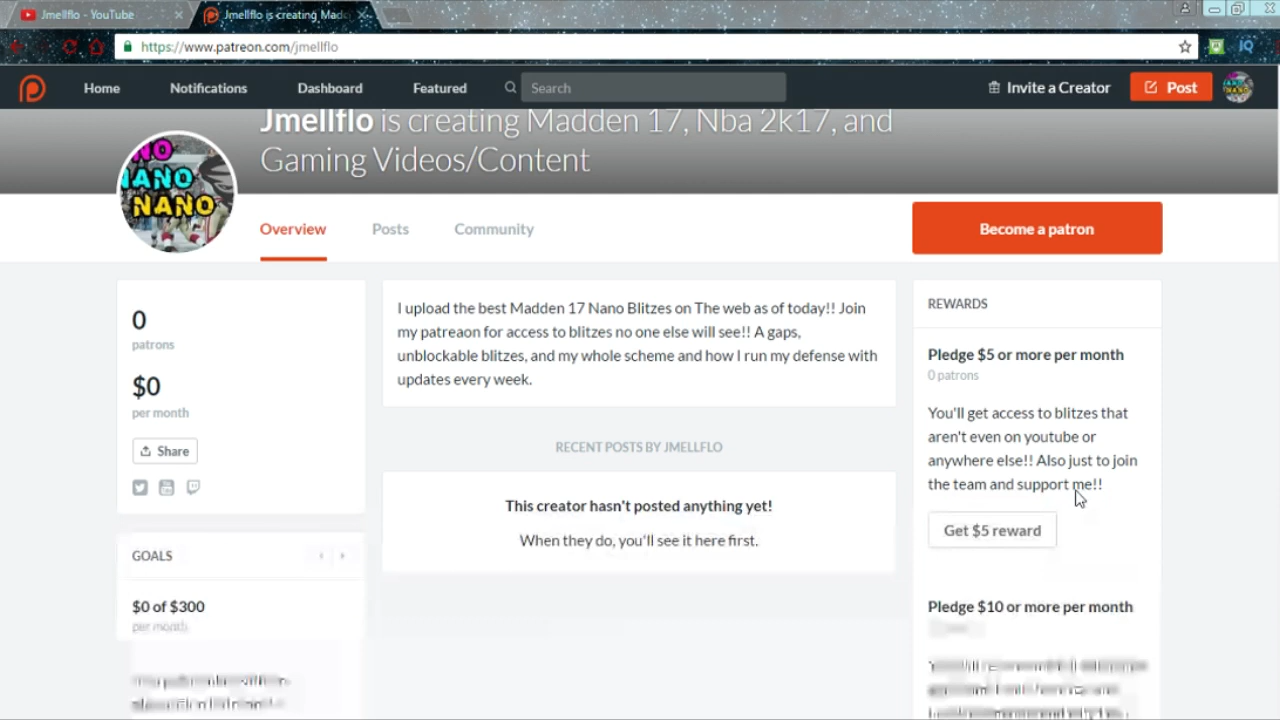 Jmellflo - YouTube
Jmellflo is creating Mad
https://www.patreon.com/jmellflo
IQ
Home
Notifications
Dashboard
Featured
Search
Invite a Creator
Post
Jmellflo is creating Madden 17, Nba 2k17, and
Gaming Videos/Content
NO
NANO
NANO
Overview
Posts
Community
Become a patron
0
patrons
$0
per month
Share
GOALS
$0 of $300
per month
I upload the best Madden 17 Nano Blitzes on The web as of today!! Join
my patreaon for access to blitzes no one else will see!! A gaps,
unblockable blitzes, and my whole scheme and how I run my defense with
updates every week.
RECENT POSTS BY JMELLFLO
This creator hasn't posted anything yet!
When they do, you'll see it here first.
REWARDS
Pledge $5 or more per month
0 patrons
You'll get access to blitzes that
aren't even on youtube or
anywhere else!! Also just to join
the team and support me!!
Get $5 reward
Pledge $10 or more per month